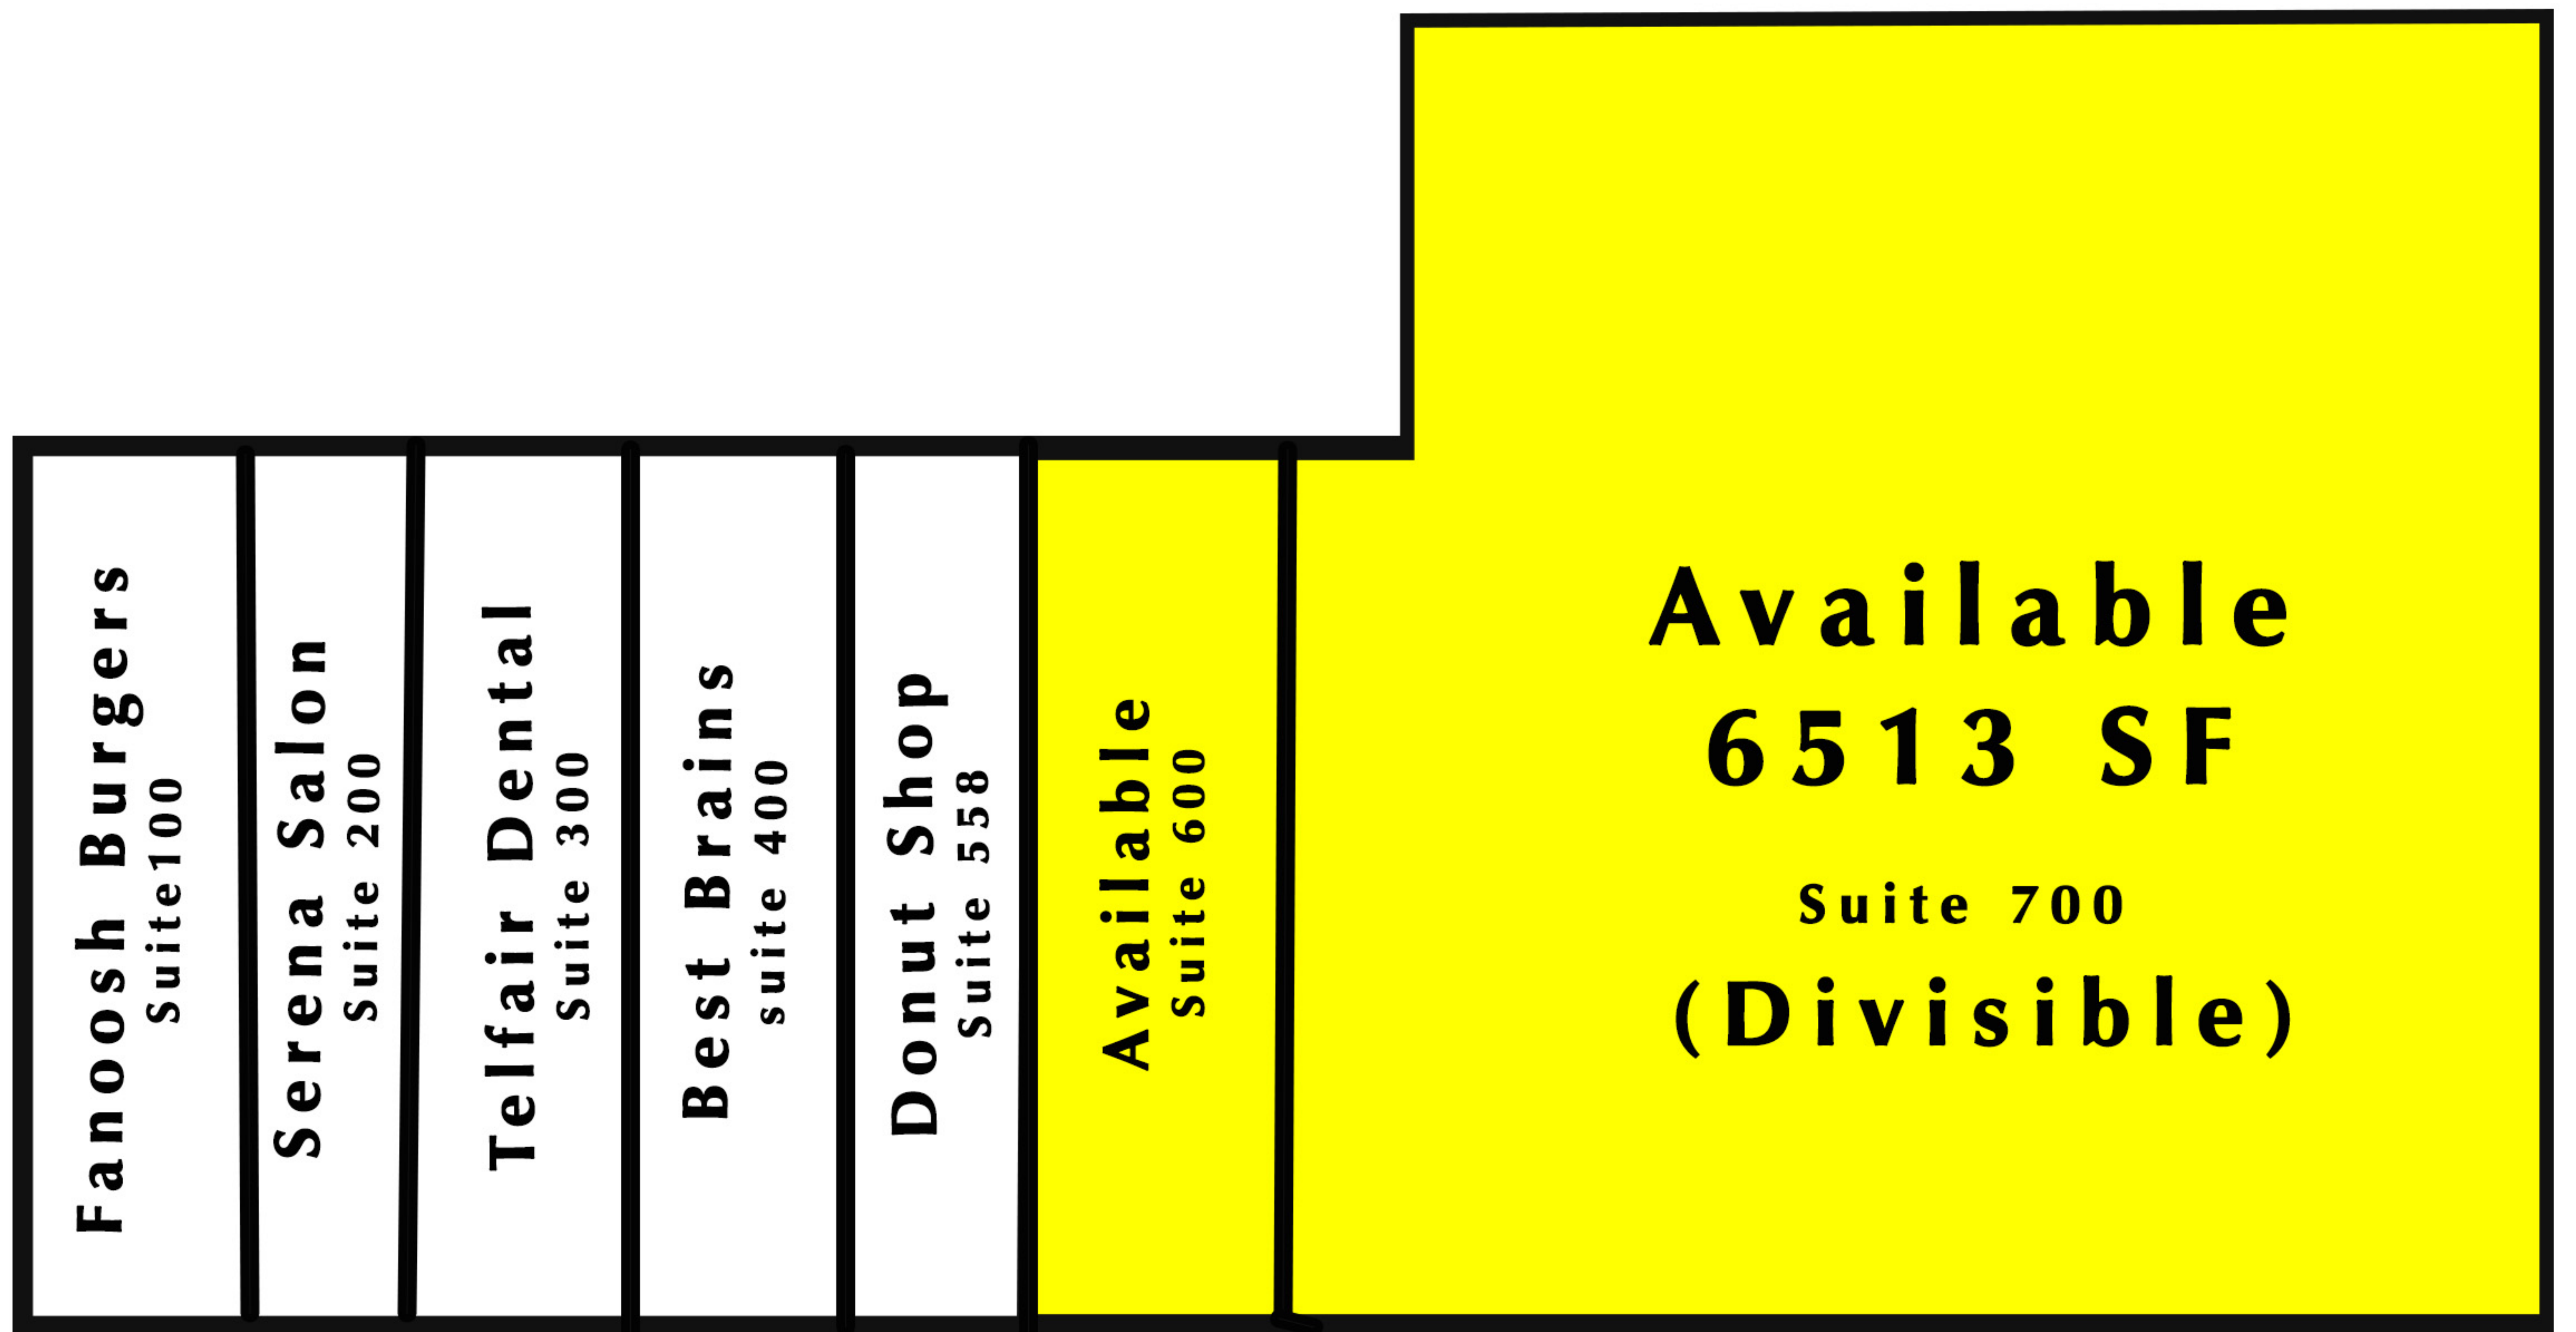 Fanoosh Burgers
Suite100
Serena Salon
Suite 200
Telfair Dental
Suite 300
Best Brains
suite 400
Donut Shop
Suite 558
Available
Suite 600
Available
6513 SF
Suite 700
(Divisible)